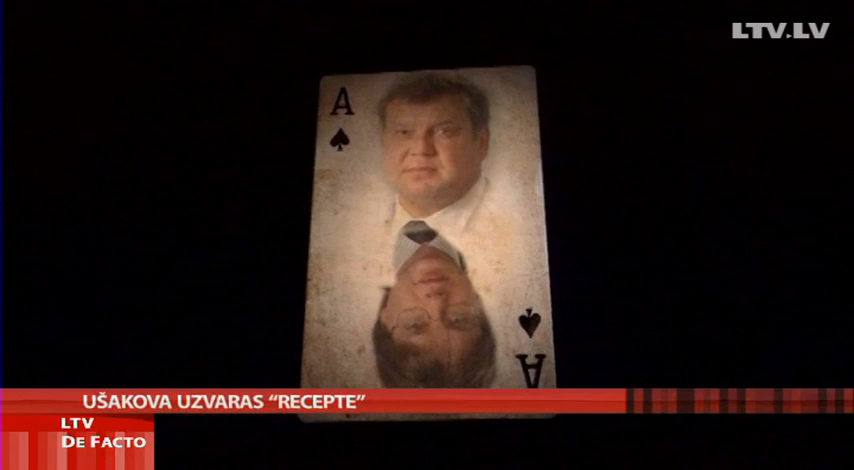 LTV.LV
A
UŠAKOVA UZVARAS “RECEPTE”
A
LTV
DE FACTO